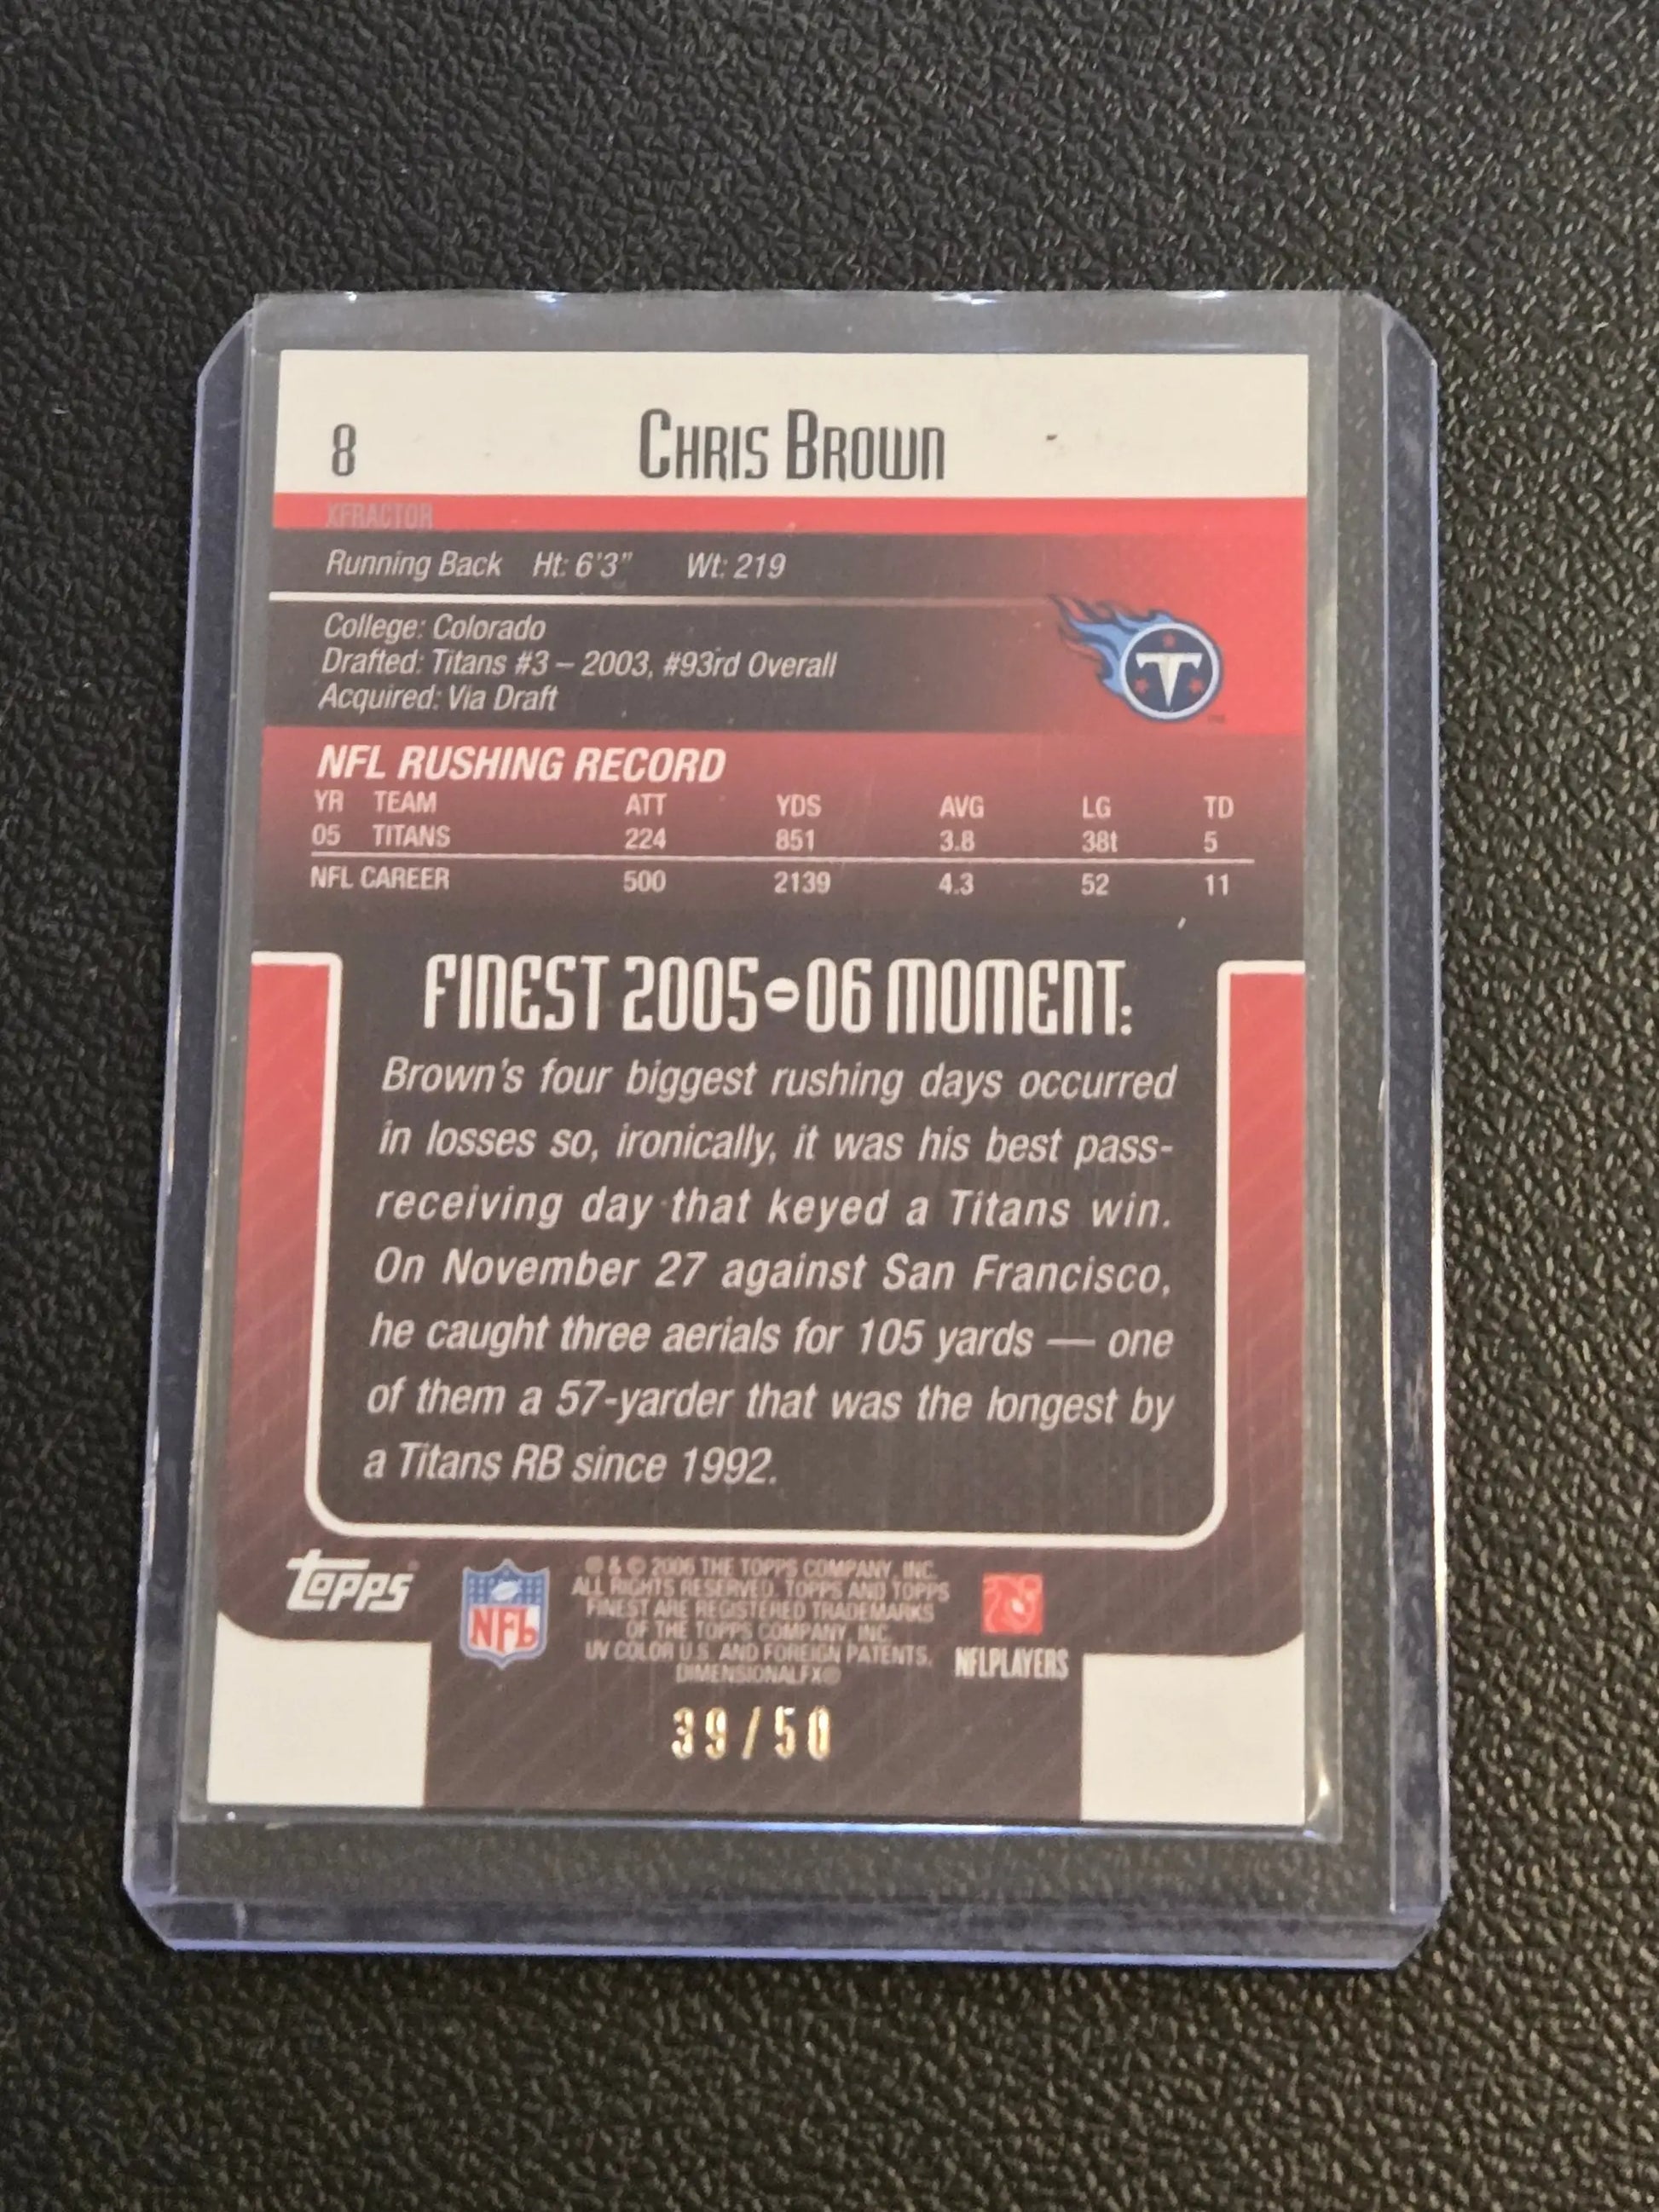 8 CHRIS BROWN
XFRACTOR
Running Back Ht: 6'3" Wt: 219
College: Colorado
Drafted: Titans #3 – 2003, #93rd Overall
Acquired: Via Draft
T
NFL RUSHING RECORD
YR TEAM ATT YDS AVG LG TD
05 TITANS 224 851 3.8 38t 5
NFL CAREER 500 2139 4.3 52 11
FINEST 2005-06 MOMENT:
Brown's four biggest rushing days occurred
in losses so, ironically, it was his best pass-
receiving day that keyed a Titans win.
On November 27 against San Francisco,
he caught three aerials for 105 yards — one
of them a 57-yarder that was the longest by
a Titans RB since 1992.
Topps
NFL
® & © 2006 THE TOPPS COMPANY, INC.
ALL RIGHTS RESERVED. TOPPS AND TOPPS
FINEST ARE REGISTERED TRADEMARKS
OF THE TOPPS COMPANY, INC.
UV COLOR U.S. AND FOREIGN PATENTS.
DIMENSIONALFX®
NFLPLAYERS
39/50